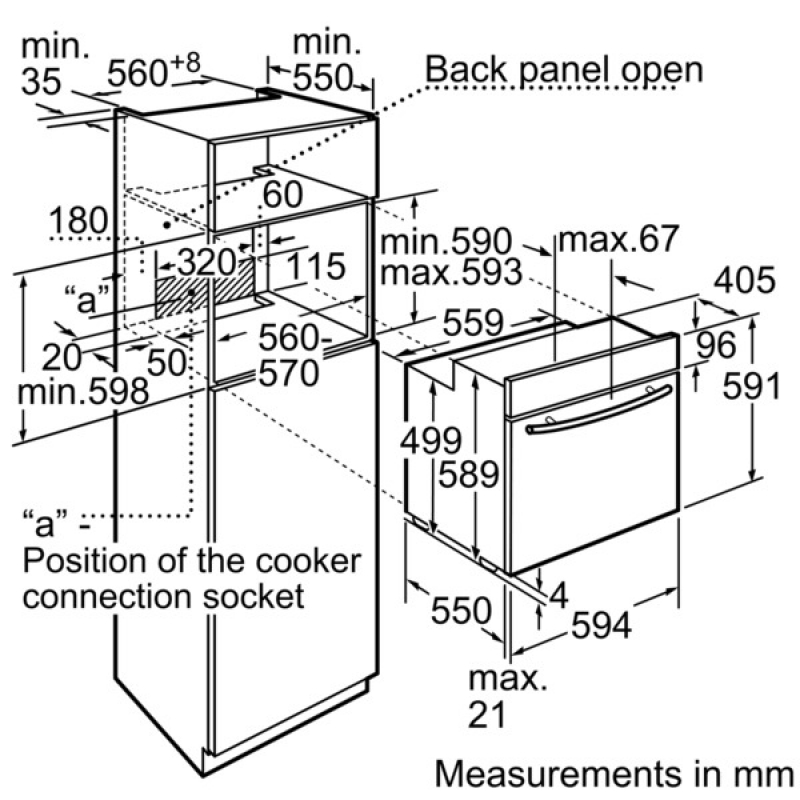 min.
35
560+8
min.
550
Back panel open
60
180
320
115
min.590
max.593
max.67
405
“a”
559
96
20
50
560-
570
591
min.598
499
589
“a” -
Position of the cooker
connection socket
550
4
594
max.
21
Measurements in mm